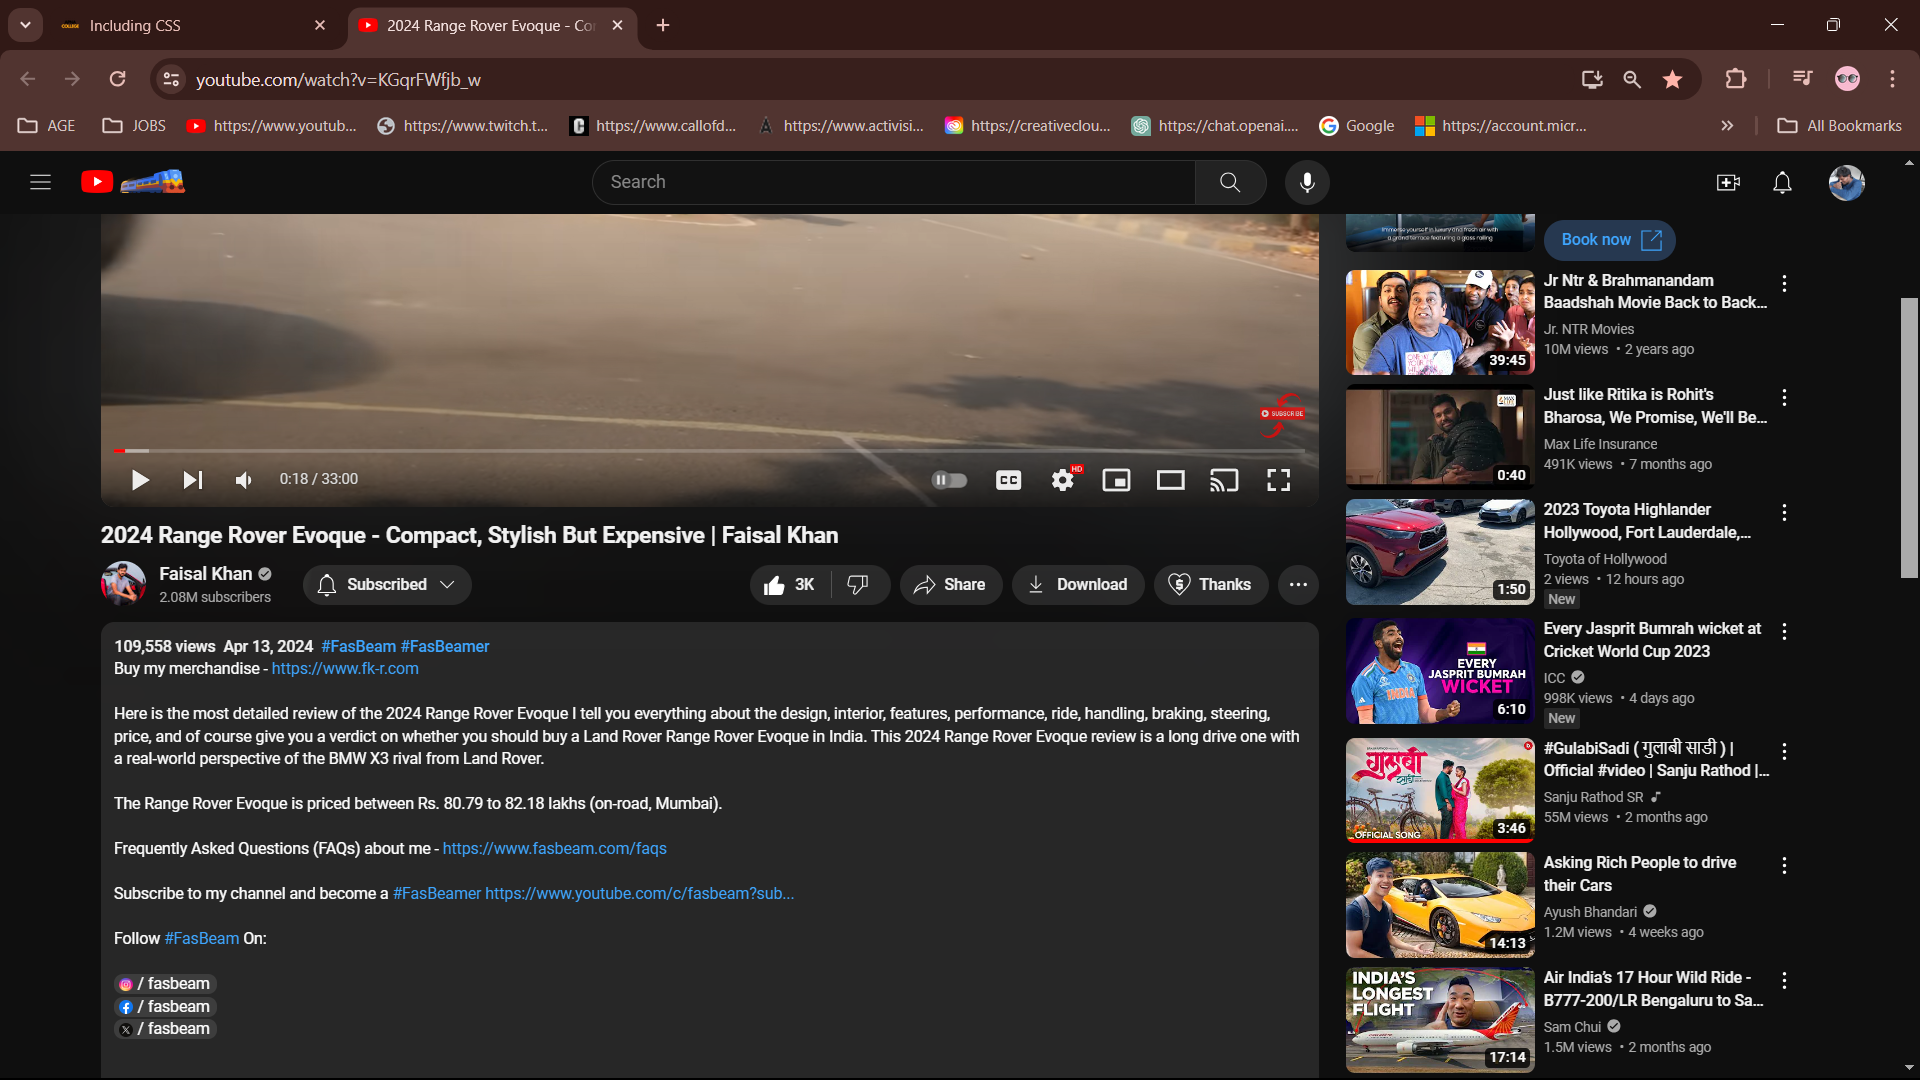 Including CSS
2024 Range Rover Evoque - Co
youtube.com/watch?v=KGqrFWfjb_w
AGE
JOBS
https://www.youtub...
https://www.twitch.t...
https://www.callofd...
https://www.activisi...
https://creativeclou...
https://chat.openai....
Google
https://account.micr...
All Bookmarks
Search
SUBSCRIBE
0:18 / 33:00
CC
HD
2024 Range Rover Evoque - Compact, Stylish But Expensive | Faisal Khan
Faisal Khan
2.08M subscribers
Subscribed
3K
Share
Download
Thanks
109,558 views Apr 13, 2024 #FasBeam #FasBeamer
Buy my merchandise - https://www.fk-r.com
Here is the most detailed review of the 2024 Range Rover Evoque I tell you everything about the design, interior, features, performance, ride, handling, braking, steering,
price, and of course give you a verdict on whether you should buy a Land Rover Range Rover Evoque in India. This 2024 Range Rover Evoque review is a long drive one with
a real-world perspective of the BMW X3 rival from Land Rover.
The Range Rover Evoque is priced between Rs. 80.79 to 82.18 lakhs (on-road, Mumbai).
Frequently Asked Questions (FAQs) about me - https://www.fasbeam.com/faqs
Subscribe to my channel and become a #FasBeamer https://www.youtube.com/c/fasbeam?sub...
Follow #FasBeam On:
/ fasbeam
/ fasbeam
/ fasbeam
Immerse yourself in luxury and fresh air with
a grand terrace featuring a glass railing
Book now
39:45
Jr Ntr & Brahmanandam
Baadshah Movie Back to Back...
Jr. NTR Movies
10M views • 2 years ago
0:40
Just like Ritika is Rohit's
Bharosa, We Promise, We'll Be...
Max Life Insurance
491K views • 7 months ago
1:50
2023 Toyota Highlander
Hollywood, Fort Lauderdale,...
Toyota of Hollywood
2 views • 12 hours ago
New
EVERY
JASPRIT BUMRAH
WICKET
INDIA
6:10
Every Jasprit Bumrah wicket at
Cricket World Cup 2023
ICC
998K views • 4 days ago
New
गुलाबी
साडी
OFFICIAL SONG
3:46
#GulabiSadi ( गुलाबी साडी ) |
Official #video | Sanju Rathod |...
Sanju Rathod SR
55M views • 2 months ago
14:13
Asking Rich People to drive
their Cars
Ayush Bhandari
1.2M views • 4 weeks ago
INDIA'S
LONGEST
FLIGHT
17:14
Air India's 17 Hour Wild Ride -
B777-200/LR Bengaluru to Sa...
Sam Chui
1.5M views • 2 months ago